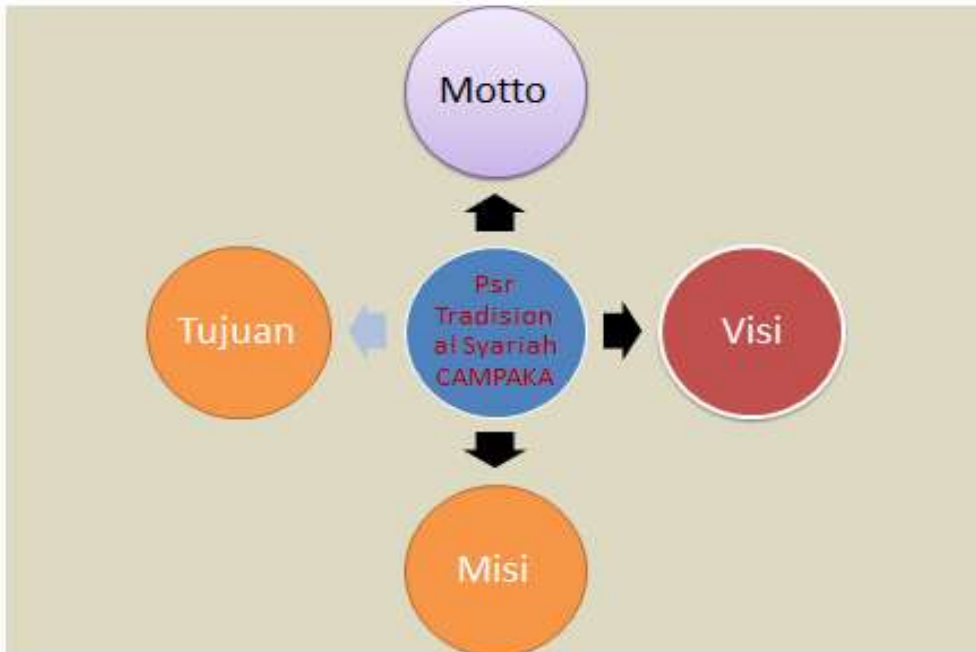 Motto
Tujuan
Psr
Tradision
al Syariah
CAMPAKA
Visi
Misi